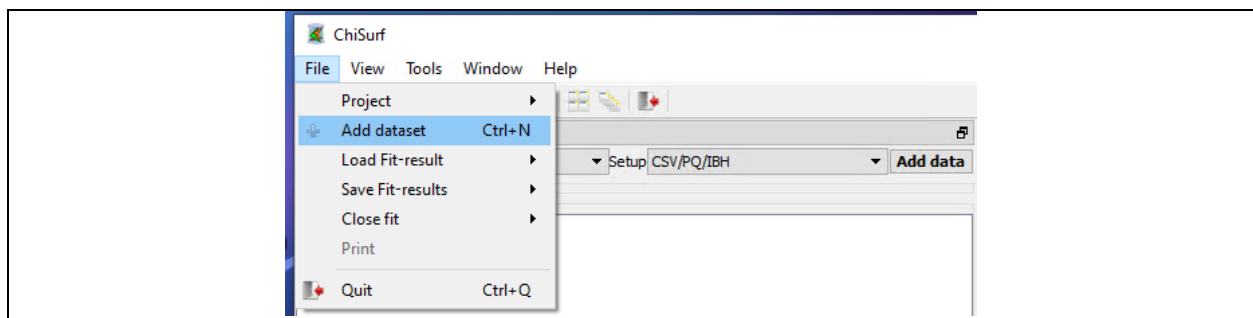 ChiSurf
File View Tools Window Help
Project
Add dataset Ctrl+N
Setup CSV/PQ/IBH Add data
Load Fit-result
Save Fit-results
Close fit
Print
Quit Ctrl+Q